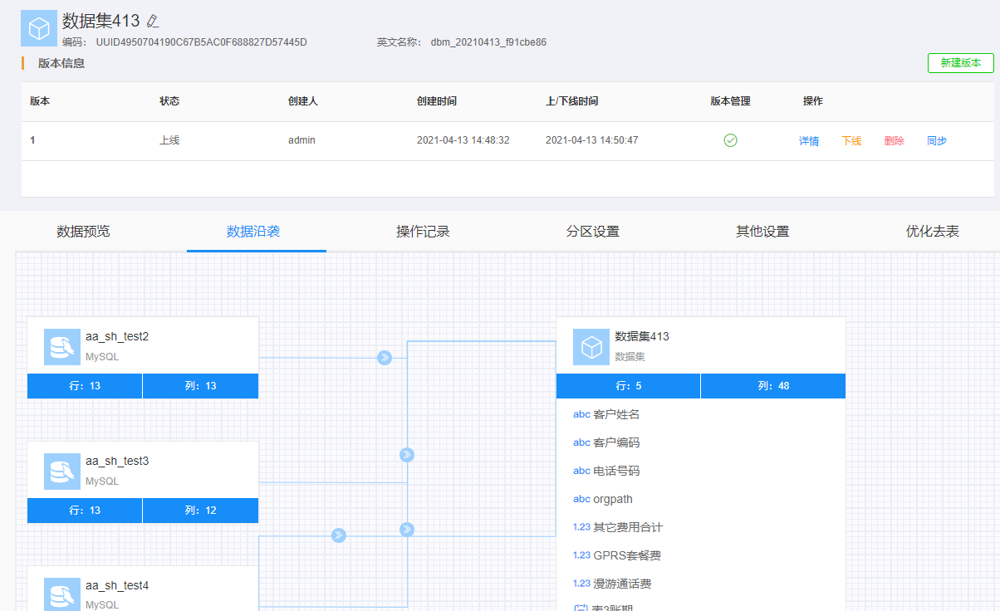 数据集413
编码： UUID4950704190C67B5AC0F688827D57445D 英文名称： dbm_20210413_f91cbe86
版本信息 新建版本
版本 状态 创建人 创建时间 上/下线时间 版本管理 操作
1 上线 admin 2021-04-13 14:48:32 2021-04-13 14:50:47 详情 下线 删除 同步
数据预览 数据沿袭 操作记录 分区设置 其他设置 优化去表
aa_sh_test2
MySQL
行：13 列：13
aa_sh_test3
MySQL
行：13 列：12
aa_sh_test4
MySQL
数据集413
数据集
行：5 列：48
abc 客户姓名
abc 客户编码
abc 电话号码
abc orgpath
1.23 其它费用合计
1.23 GPRS套餐费
1.23 漫游通话费
表3账期